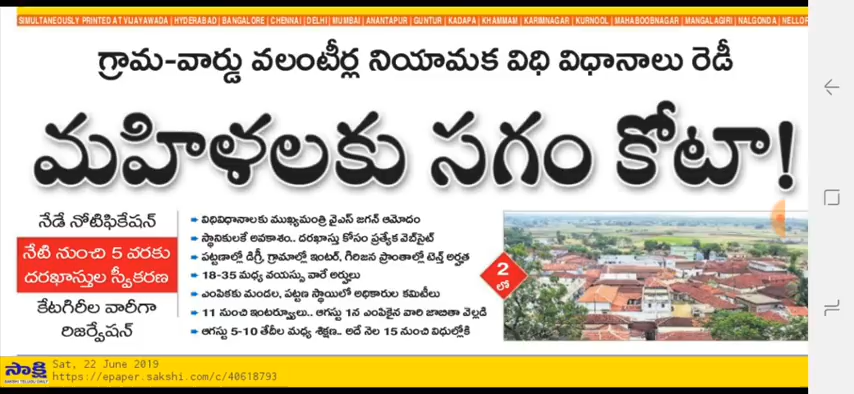 SIMULTANEOUSLY PRINTED AT VIJAYAWADA | HYDERABAD | BANGALORE | CHENNAI | DELHI | MUMBAI | ANANTAPUR | GUNTUR | KADAPA | KHAMMAM | KARIMNAGAR | KURNOOL | MAHABOOBNAGAR | MANGALAGIRI | NALGONDA | NELLOR
గ్రామ-వార్డు వలంటీర్ల నియామక విధి విధానాలు రెడీ
మహిళలకు సగం కోటా!
నేడే నోటిఫికేషన్
నేటి నుంచి 5 వరకు
దరఖాస్తుల స్వీకరణ
కేటగిరీల వారీగా
రిజర్వేషన్
విధివిధానాలకు ముఖ్యమంత్రి వైఎస్ జగన్ ఆమోదం
స్థానికులకే అవకాశం.. దరఖాస్తు కోసం ప్రత్యేక వెబ్‌సైట్
పట్టణాల్లో డిగ్రీ, గ్రామాల్లో ఇంటర్, గిరిజన ప్రాంతాల్లో టెన్త్ అర్హత
18-35 మధ్య వయస్సు వారే అర్హులు
ఎంపికకు మండల, పట్టణ స్థాయిలో అధికారుల కమిటీలు
11 నుంచి ఇంటర్వ్యూలు.. ఆగస్టు 1న ఎంపికైన వారి జాబితా వెల్లడి
ఆగస్టు 5-10 తేదీల మధ్య శిక్షణ.. అదే నెల 15 నుంచి విధుల్లోకి
2
లో
సాక్షి
SAKSHI TELUGU DAILY
Sat, 22 June 2019
https://epaper.sakshi.com/c/40618793